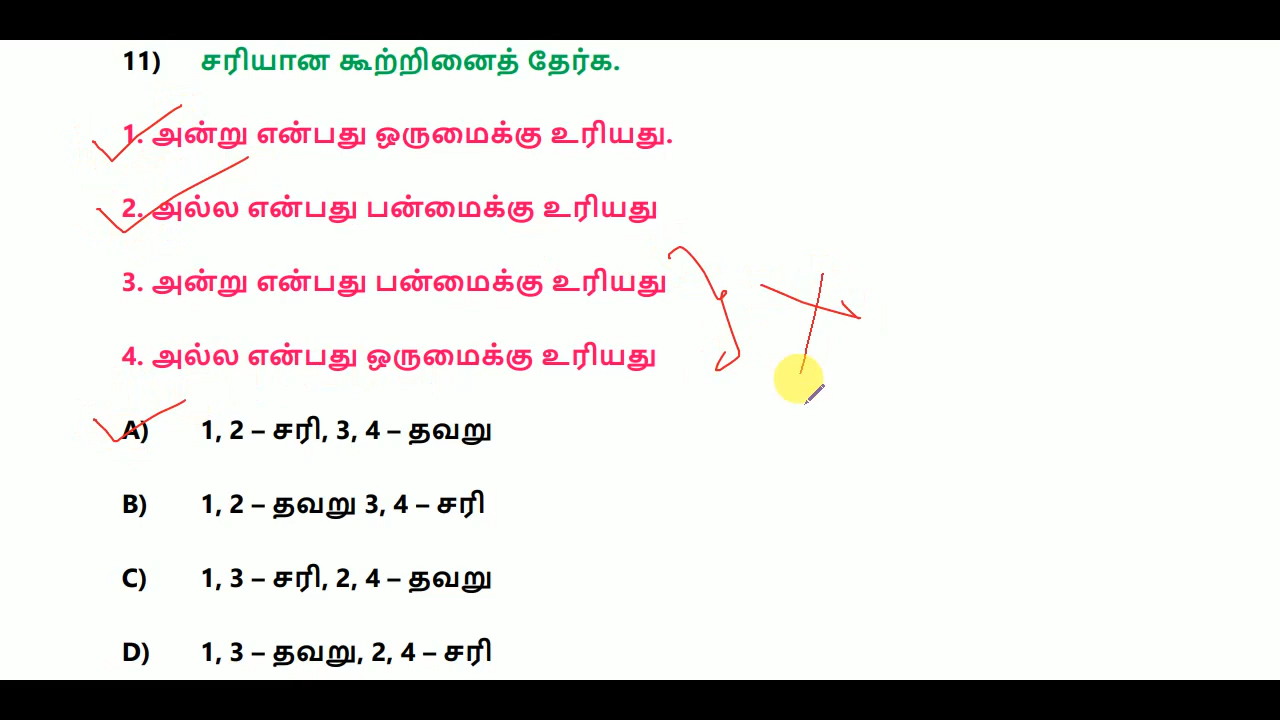 11) சரியான கூற்றினைத் தேர்க.
1. அன்று என்பது ஒருமைக்கு உரியது.
2. அல்ல என்பது பன்மைக்கு உரியது
3. அன்று என்பது பன்மைக்கு உரியது
4. அல்ல என்பது ஒருமைக்கு உரியது
A) 1, 2 – சரி, 3, 4 – தவறு
B) 1, 2 – தவறு 3, 4 – சரி
C) 1, 3 – சரி, 2, 4 – தவறு
D) 1, 3 – தவறு, 2, 4 – சரி